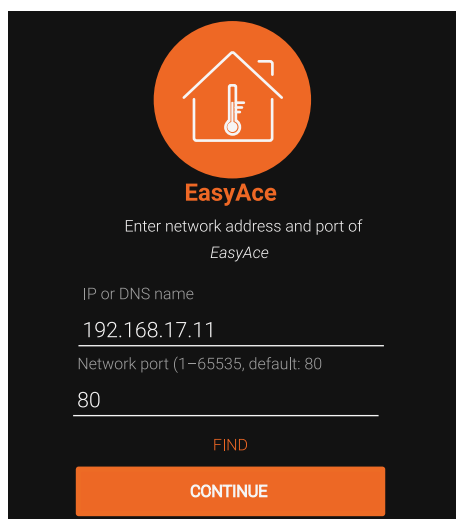 EasyAce
Enter network address and port of
EasyAce
IP or DNS name
192.168.17.11
Network port (1–65535, default: 80
80
FIND
CONTINUE